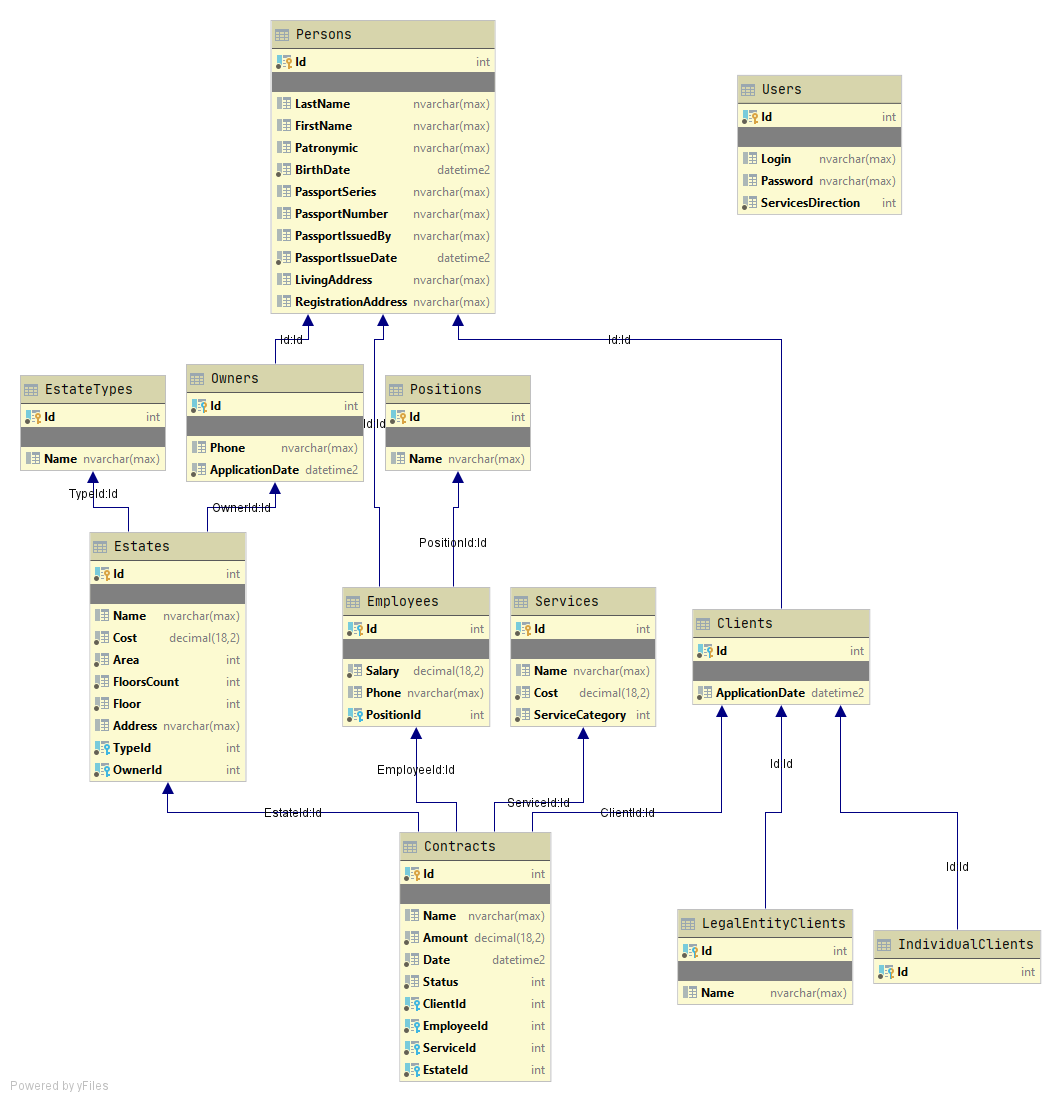 Persons
Id int
LastName nvarchar(max)
FirstName nvarchar(max)
Patronymic nvarchar(max)
BirthDate datetime2
PassportSeries nvarchar(max)
PassportNumber nvarchar(max)
PassportIssuedBy nvarchar(max)
PassportIssueDate datetime2
LivingAddress nvarchar(max)
RegistrationAddress nvarchar(max)
Users
Id int
Login nvarchar(max)
Password nvarchar(max)
ServicesDirection int
Id:Id
Id:Id
EstateTypes
Id int
Name nvarchar(max)
Owners
Id int
Phone nvarchar(max)
ApplicationDate datetime2
Id:Id
Positions
Id int
Name nvarchar(max)
TypeId:Id
OwnerId:Id
PositionId:Id
Estates
Id int
Name nvarchar(max)
Cost decimal(18,2)
Area int
FloorsCount int
Floor int
Address nvarchar(max)
TypeId int
OwnerId int
Employees
Id int
Salary decimal(18,2)
Phone nvarchar(max)
PositionId int
Services
Id int
Name nvarchar(max)
Cost decimal(18,2)
ServiceCategory int
Clients
Id int
ApplicationDate datetime2
EmployeeId:Id
Id:Id
EstateId:Id
ServiceId:Id
ClientId:Id
Id:Id
Contracts
Id int
Name nvarchar(max)
Amount decimal(18,2)
Date datetime2
Status int
ClientId int
EmployeeId int
ServiceId int
EstateId int
LegalEntityClients
Id int
Name nvarchar(max)
IndividualClients
Id int
Powered by yFiles